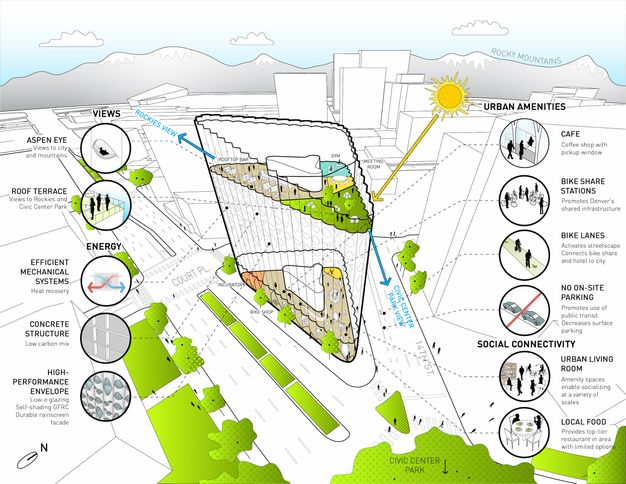 ROCKY MOUNTAINS
VIEWS
ASPEN EYE
Views to city
and mountains
ROOF TERRACE
Views to Rockies and
Civic Center Park
ENERGY
EFFICIENT
MECHANICAL
SYSTEMS
Heat recovery
CONCRETE
STRUCTURE
Low carbon mix
HIGH-
PERFORMANCE
ENVELOPE
Low-e glazing
Self-shading GFRC
Durable rainscreen
facade
N
ROCKIES VIEW
ROOFTOP BAR
GYM
MEETING
ROOM
COURT PL
INCUBATOR
BIKE SHOP
CIVIC CENTER
PARK VIEW
14TH ST
CIVIC CENTER
PARK
URBAN AMENITIES
CAFE
Coffee shop with
pickup window
BIKE SHARE
STATIONS
Promotes Denver's
shared infrastructure
BIKE LANES
Activates streetscape
Connects bike share
and hotel to city
NO ON-SITE
PARKING
Promotes use of
public transit
Decreases surface
parking
SOCIAL CONNECTIVITY
URBAN LIVING
ROOM
Amenity spaces
enable socializing
at a variety of
scales
LOCAL FOOD
Provides top-tier
restaurant in area
with limited options